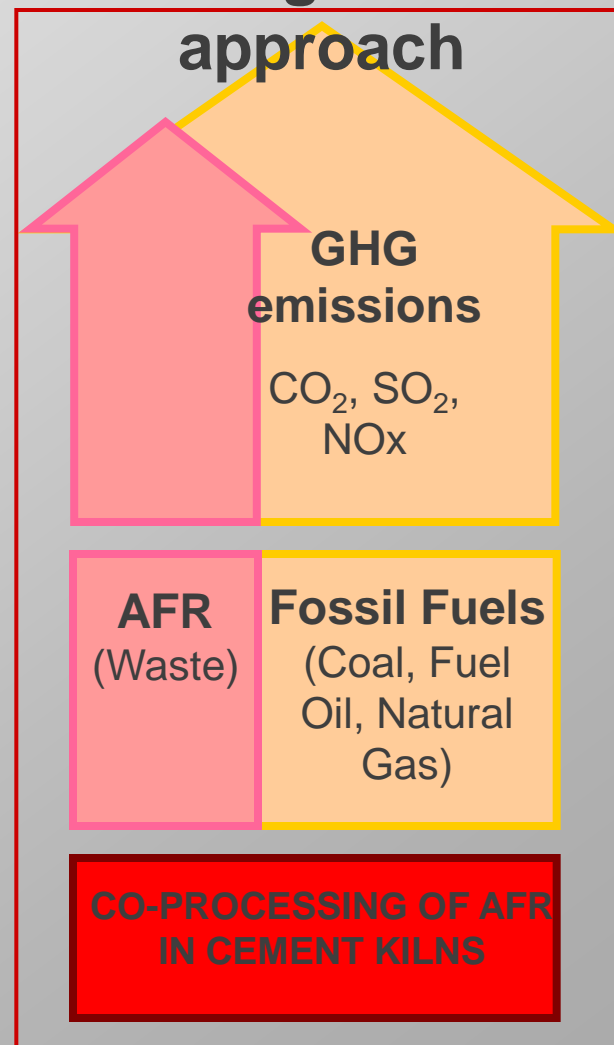 approach
GHG
emissions
CO₂, SO₂,
NOx
AFR
(Waste)
Fossil Fuels
(Coal, Fuel
Oil, Natural
Gas)
CO-PROCESSING OF AFR
IN CEMENT KILNS